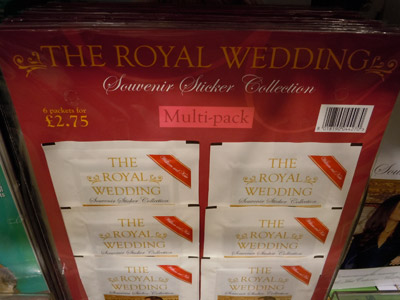 THE ROYAL WEDDING
Souvenir Sticker Collection
6 packets for
£2.75
Multi-pack
THE
ROYAL
WEDDING
Souvenir Sticker Collection
THE
ROYAL
WEDDING
Souvenir Sticker Collection
THE
ROYAL
WEDDING
Souvenir Sticker Collection
THE
ROYAL
WEDDING
Souvenir Sticker Collection
THE
ROYAL
WEDDING
THE
ROYAL
WEDDING